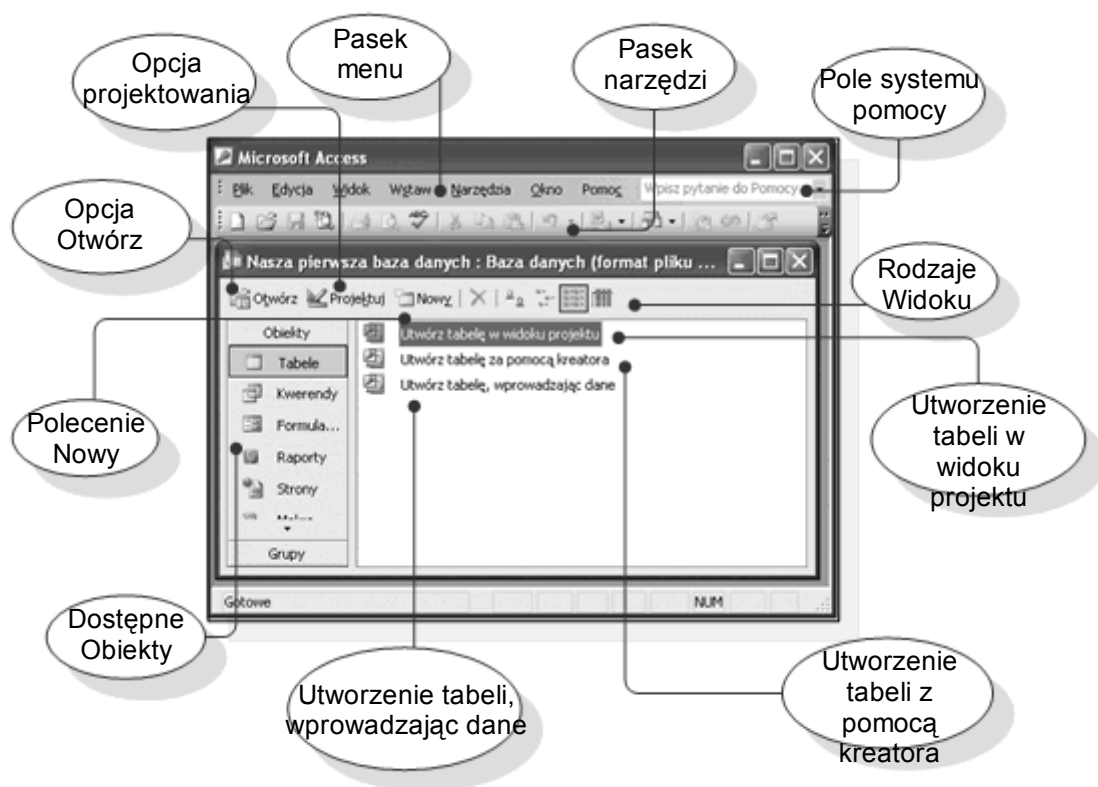 Opcja
projektowania
Pasek
menu
Pasek
narzędzi
Pole systemu
pomocy
Opcja
Otwórz
Microsoft Access
Plik Edycja Widok Wstaw Narzędzia Okno Pomoc Wpisz pytanie do Pomocy
Nasza pierwsza baza danych : Baza danych (format pliku ...
Otwórz Projektuj Nowy
Rodzaje
Widoku
Obiekty
Tabele
Kwerendy
Formula...
Raporty
Strony
Grupy
Utwórz tabelę w widoku projektu
Utwórz tabelę za pomocą kreatora
Utwórz tabelę, wprowadzając dane
Gotowe NUM
Polecenie
Nowy
Utworzenie
tabeli w
widoku
projektu
Dostępne
Obiekty
Utworzenie tabeli,
wprowadzając dane
Utworzenie
tabeli z
pomocą
kreatora